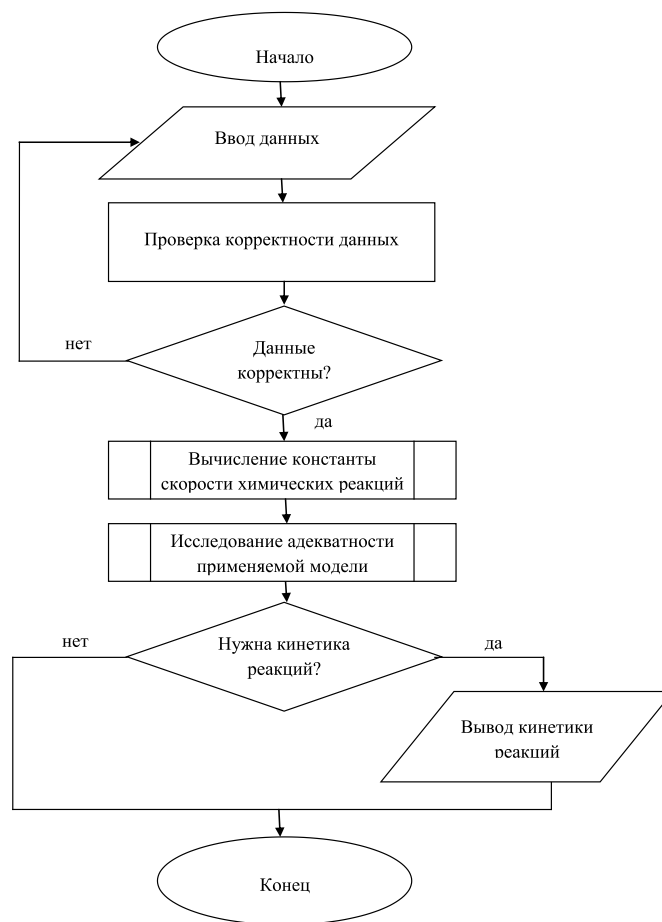 Начало
Ввод данных
Проверка корректности данных
нет
Данные
корректны?
да
Вычисление константы
скорости химических реакций
Исследование адекватности
применяемой модели
нет
Нужна кинетика
реакций?
да
Вывод кинетики
реакций
Конец